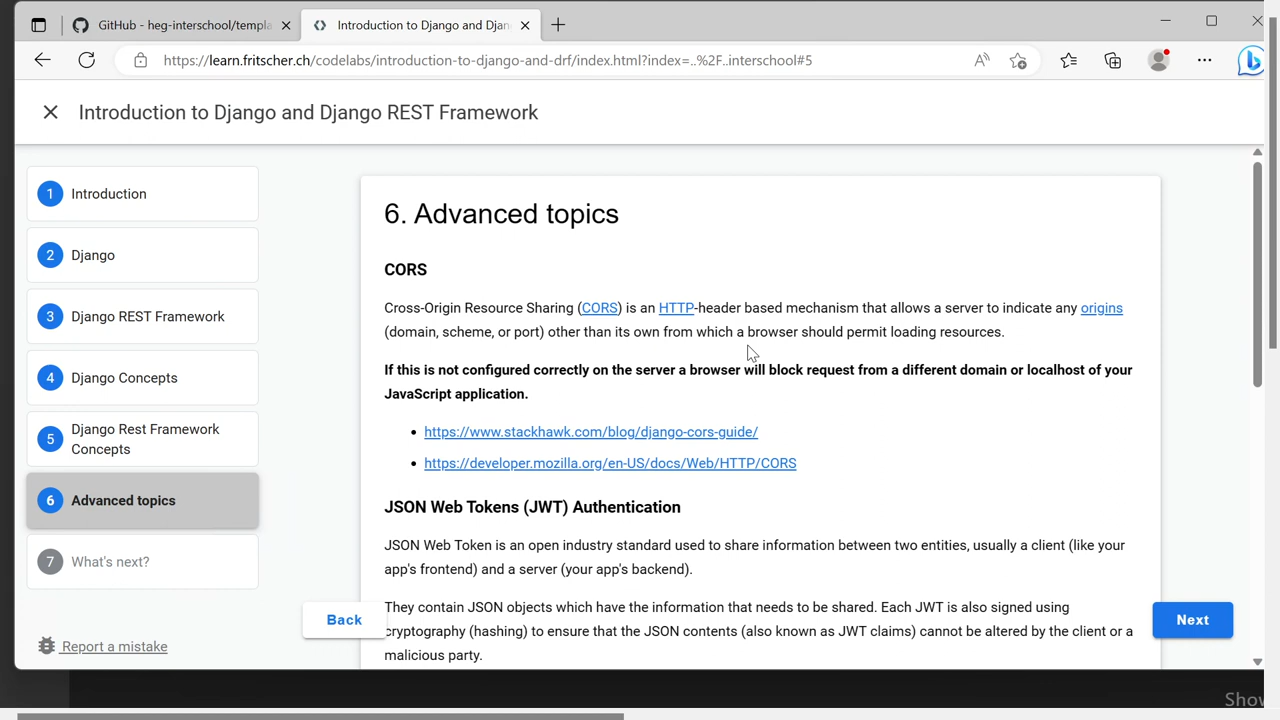 GitHub - heg-interschool/templa
Introduction to Django and Djan
https://learn.fritscher.ch/codelabs/introduction-to-django-and-drf/index.html?index=..%2F..interschool#5
Introduction to Django and Django REST Framework
1 Introduction
2 Django
3 Django REST Framework
4 Django Concepts
5 Django Rest Framework
Concepts
6 Advanced topics
7 What's next?
Report a mistake
6. Advanced topics
CORS
Cross-Origin Resource Sharing (CORS) is an HTTP-header based mechanism that allows a server to indicate any origins
(domain, scheme, or port) other than its own from which a browser should permit loading resources.
If this is not configured correctly on the server a browser will block request from a different domain or localhost of your
JavaScript application.
• https://www.stackhawk.com/blog/django-cors-guide/
• https://developer.mozilla.org/en-US/docs/Web/HTTP/CORS
JSON Web Tokens (JWT) Authentication
JSON Web Token is an open industry standard used to share information between two entities, usually a client (like your
app's frontend) and a server (your app's backend).
They contain JSON objects which have the information that needs to be shared. Each JWT is also signed using
cryptography (hashing) to ensure that the JSON contents (also known as JWT claims) cannot be altered by the client or a
malicious party.
Back
Next
Show